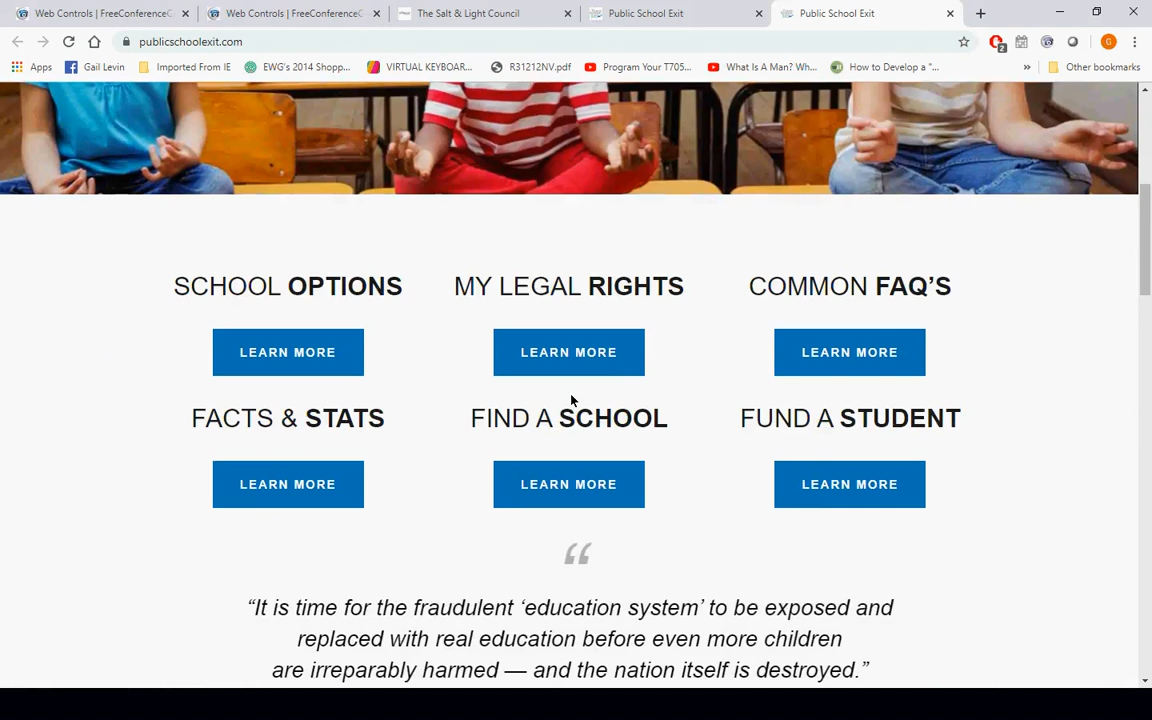 Web Controls | FreeConferenceC
Web Controls | FreeConferenceC
The Salt & Light Council
Public School Exit
Public School Exit
publicschoolexit.com
2
G
Apps
Gail Levin
Imported From IE
EWG's 2014 Shopp...
VIRTUAL KEYBOAR...
R31212NV.pdf
Program Your T705...
What Is A Man? Wh...
How to Develop a "...
»
Other bookmarks
SCHOOL OPTIONS
MY LEGAL RIGHTS
COMMON FAQ’S
LEARN MORE
LEARN MORE
LEARN MORE
FACTS & STATS
FIND A SCHOOL
FUND A STUDENT
LEARN MORE
LEARN MORE
LEARN MORE
“
“It is time for the fraudulent ‘education system’ to be exposed and
replaced with real education before even more children
are irreparably harmed — and the nation itself is destroyed.”